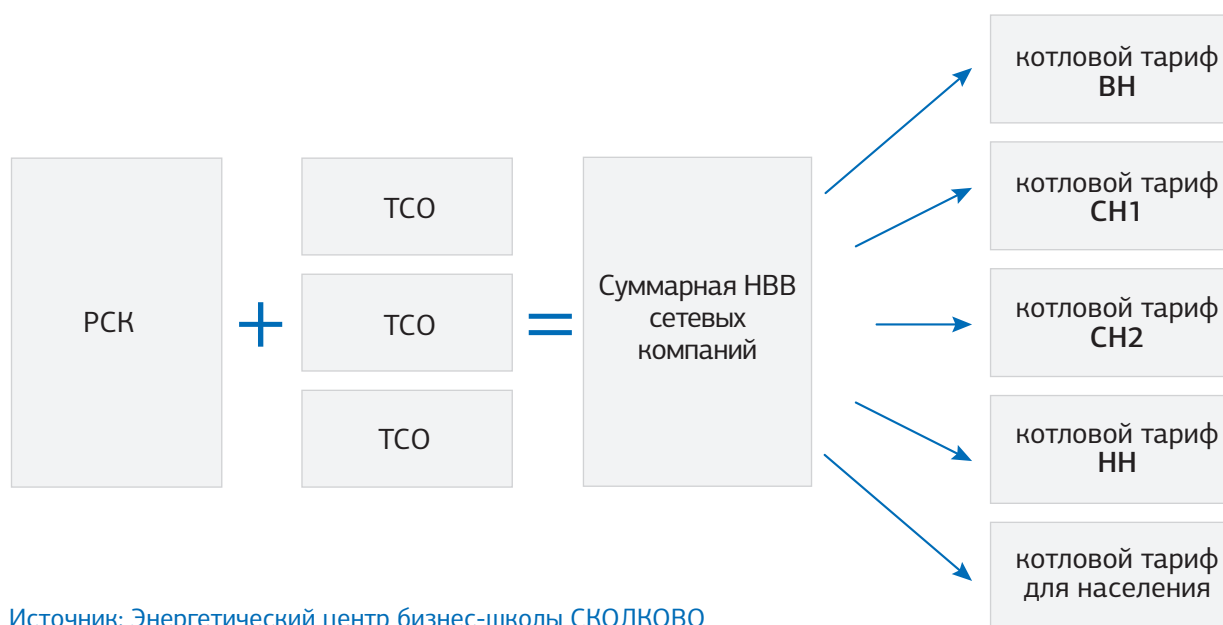 РСК
ТСО
ТСО
ТСО
Суммарная НВВ
сетевых
компаний
котловой тариф
ВН
котловой тариф
СН1
котловой тариф
СН2
котловой тариф
НН
котловой тариф
для населения
Источник: Энергетический центр бизнес-школы СКОЛКОВО